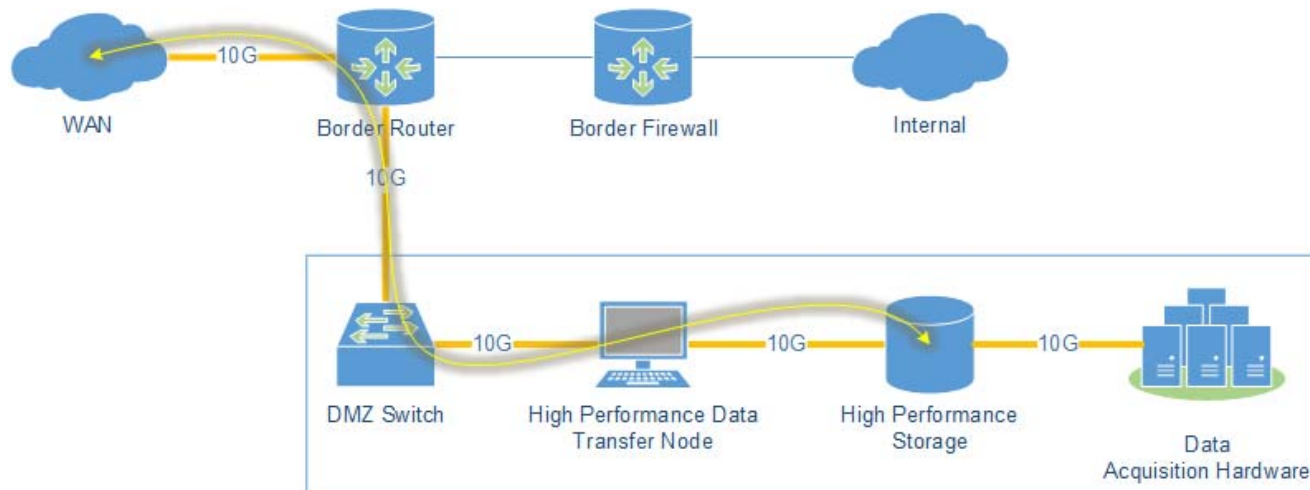 10G
WAN
Border Router
Border Firewall
Internal
10G
10G
10G
10G
DMZ Switch
High Performance Data
Transfer Node
High Performance
Storage
Data
Acquisition Hardware